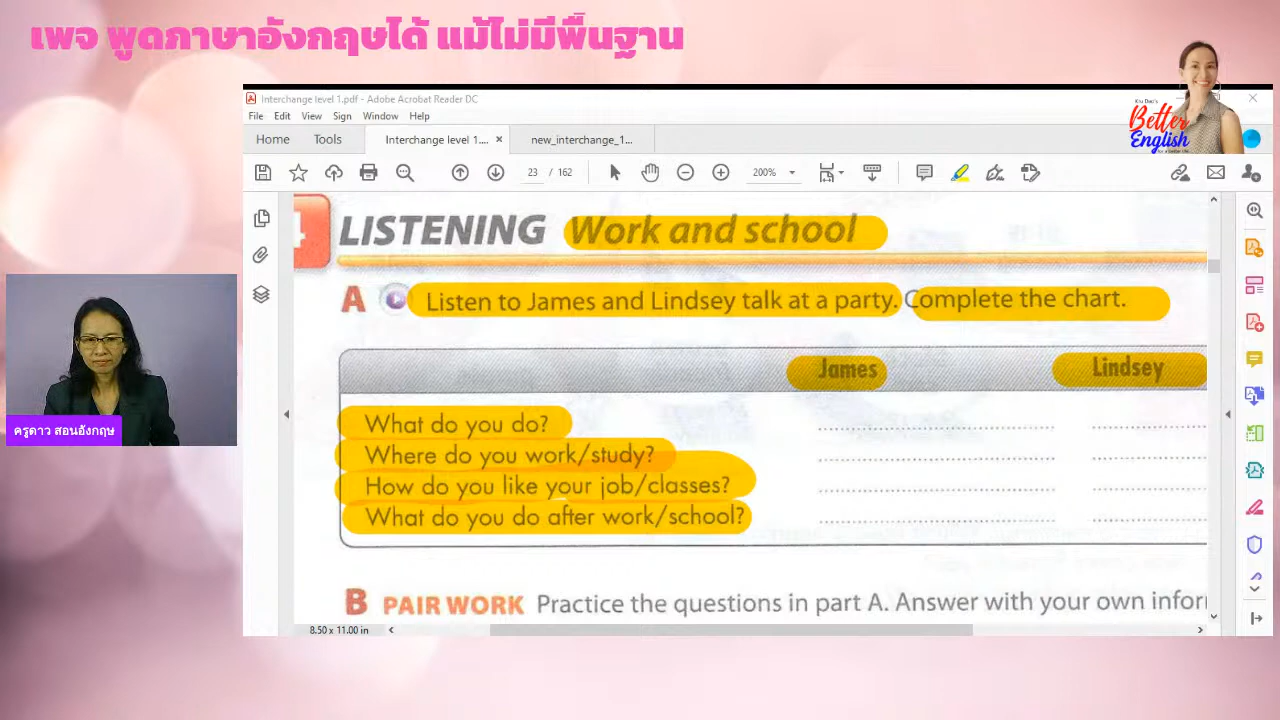 เพจ พูดภาษาอังกฤษได้ แม้ไม่มีพื้นฐาน
Interchange level 1.pdf - Adobe Acrobat Reader DC
File Edit View Sign Window Help
Home Tools Interchange level 1.... × new_interchange_1...
23 / 162 200%
Kru Dao's
Better
English
for a better life
LISTENING Work and school
A Listen to James and Lindsey talk at a party. Complete the chart.
James Lindsey
What do you do?
Where do you work/study?
How do you like your job/classes?
What do you do after work/school?
B PAIR WORK Practice the questions in part A. Answer with your own infor
8.50 x 11.00 in
ครูดาว สอนอังกฤษ